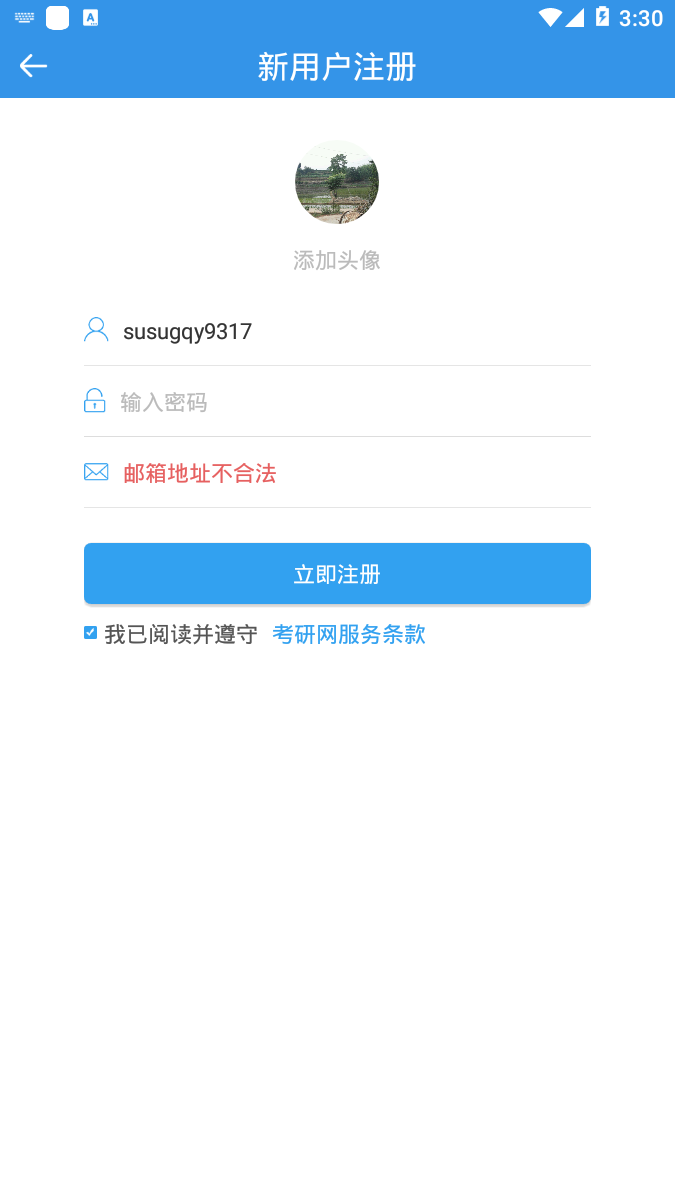 3:30
新用户注册
添加头像
susugqy9317
输入密码
邮箱地址不合法
立即注册
我已阅读并遵守 考研网服务条款